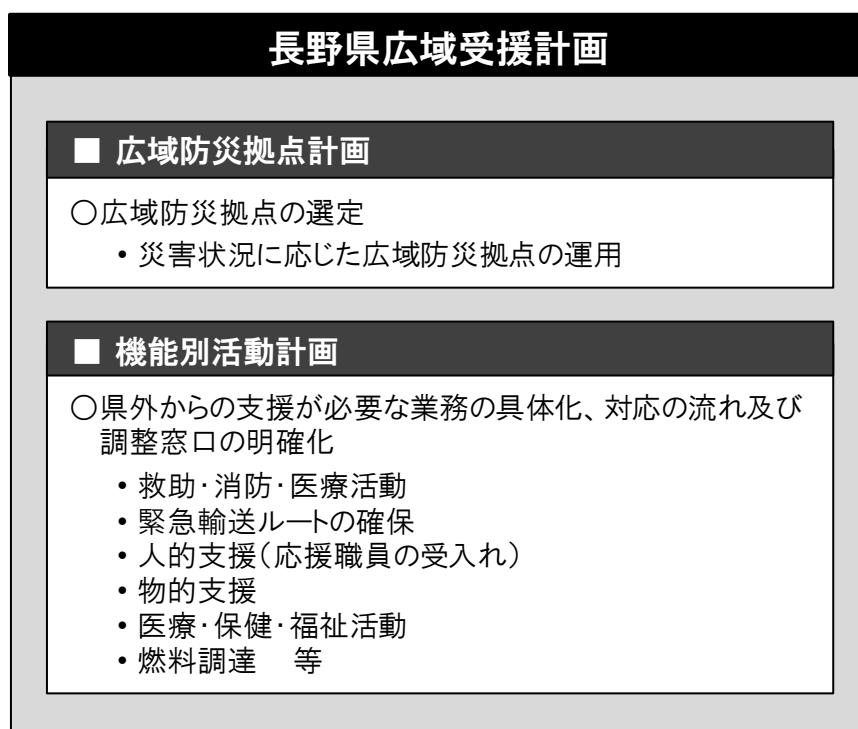 長野県広域受援計画
■ 広域防災拠点計画
○広域防災拠点の選定
• 災害状況に応じた広域防災拠点の運用
■ 機能別活動計画
○県外からの支援が必要な業務の具体化、対応の流れ及び
調整窓口の明確化
• 救助･消防･医療活動
• 緊急輸送ルートの確保
• 人的支援（応援職員の受入れ）
• 物的支援
• 医療･保健･福祉活動
• 燃料調達　等